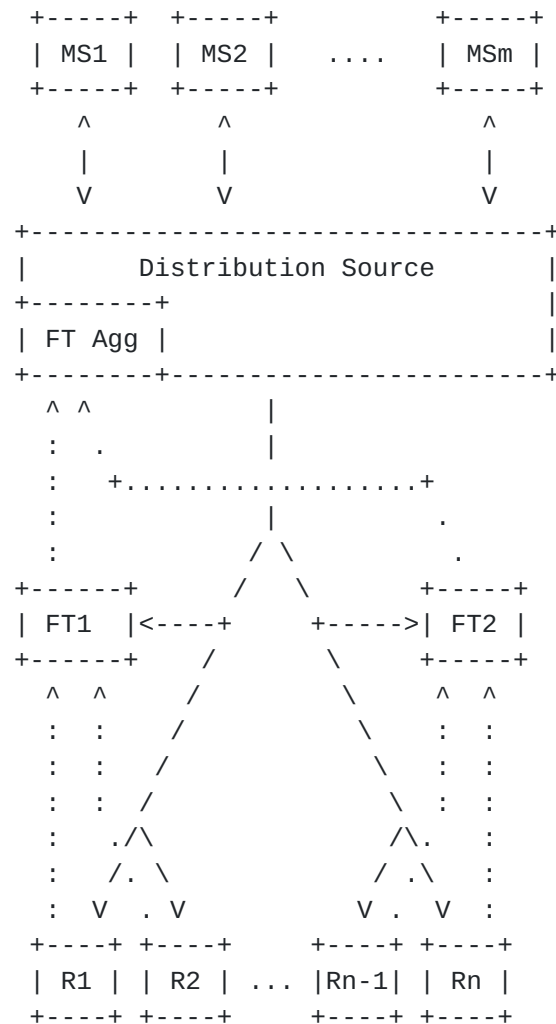 MS1 MS2 .... MSm
Distribution Source
FT Agg
FT1 FT2
R1 R2 ... Rn-1 Rn